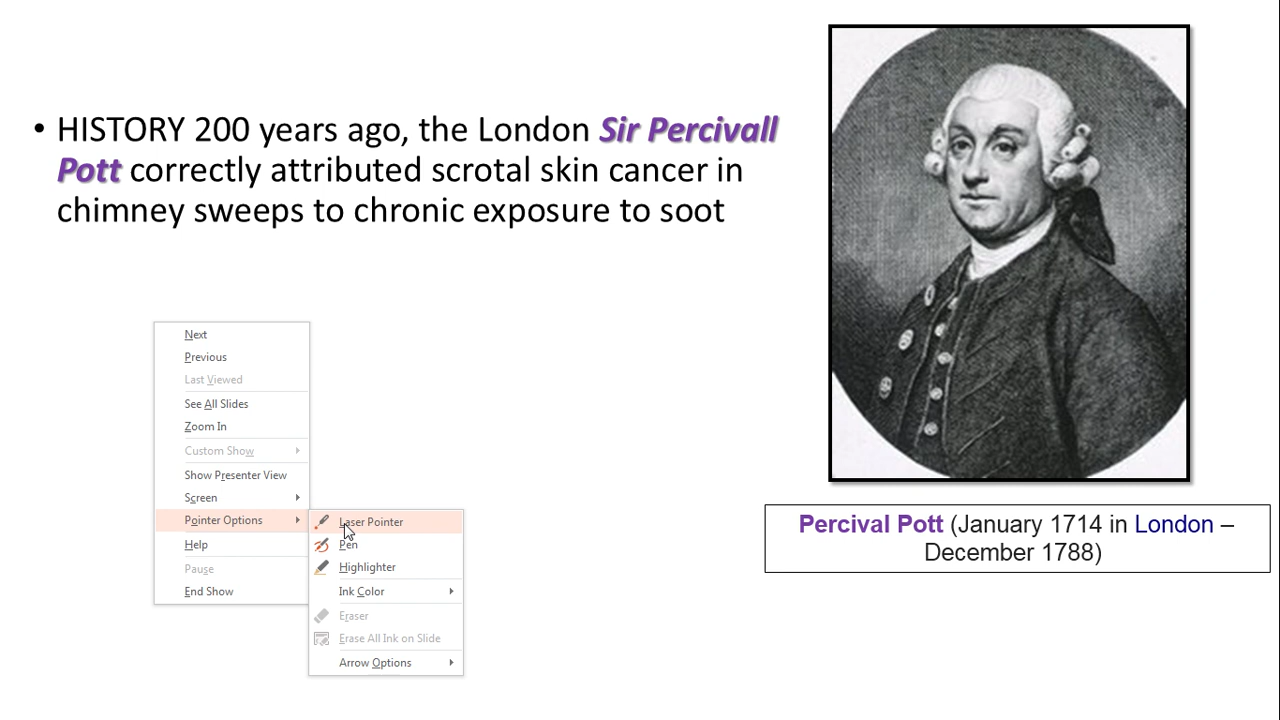 • HISTORY 200 years ago, the London Sir Percivall
Pott correctly attributed scrotal skin cancer in
chimney sweeps to chronic exposure to soot
Percival Pott (January 1714 in London –
December 1788)
Next
Previous
Last Viewed
See All Slides
Zoom In
Custom Show
Show Presenter View
Screen
Pointer Options
Help
Pause
End Show
Laser Pointer
Pen
Highlighter
Ink Color
Eraser
Erase All Ink on Slide
Arrow Options